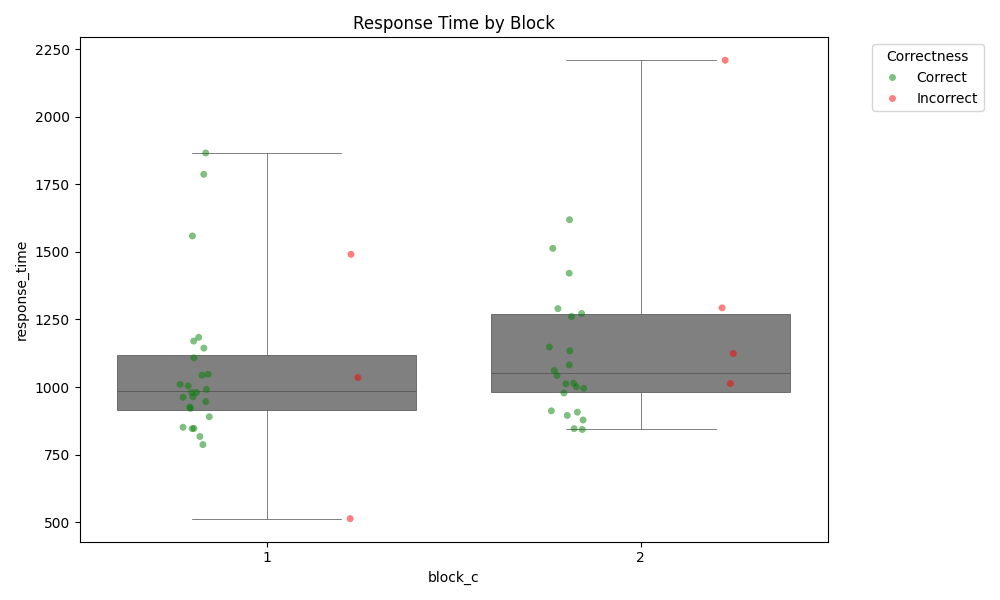 Response Time by Block
Correctness
Correct
Incorrect
2250
2000
1750
1500
1250
1000
750
500
response_time
1
2
block_c